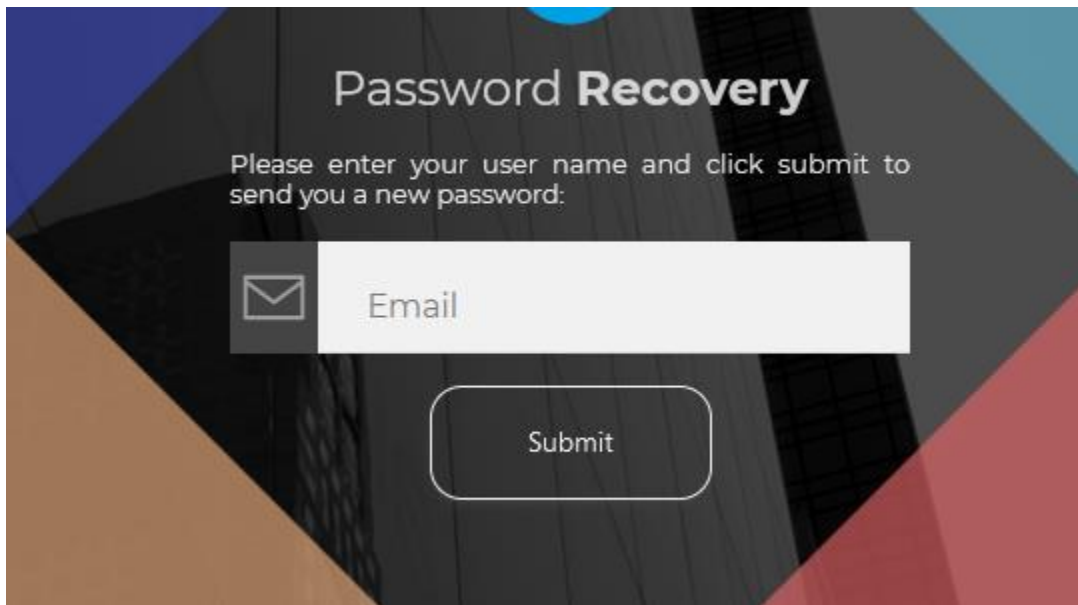 Password Recovery
Please enter your user name and click submit to
send you a new password:
Email
Submit